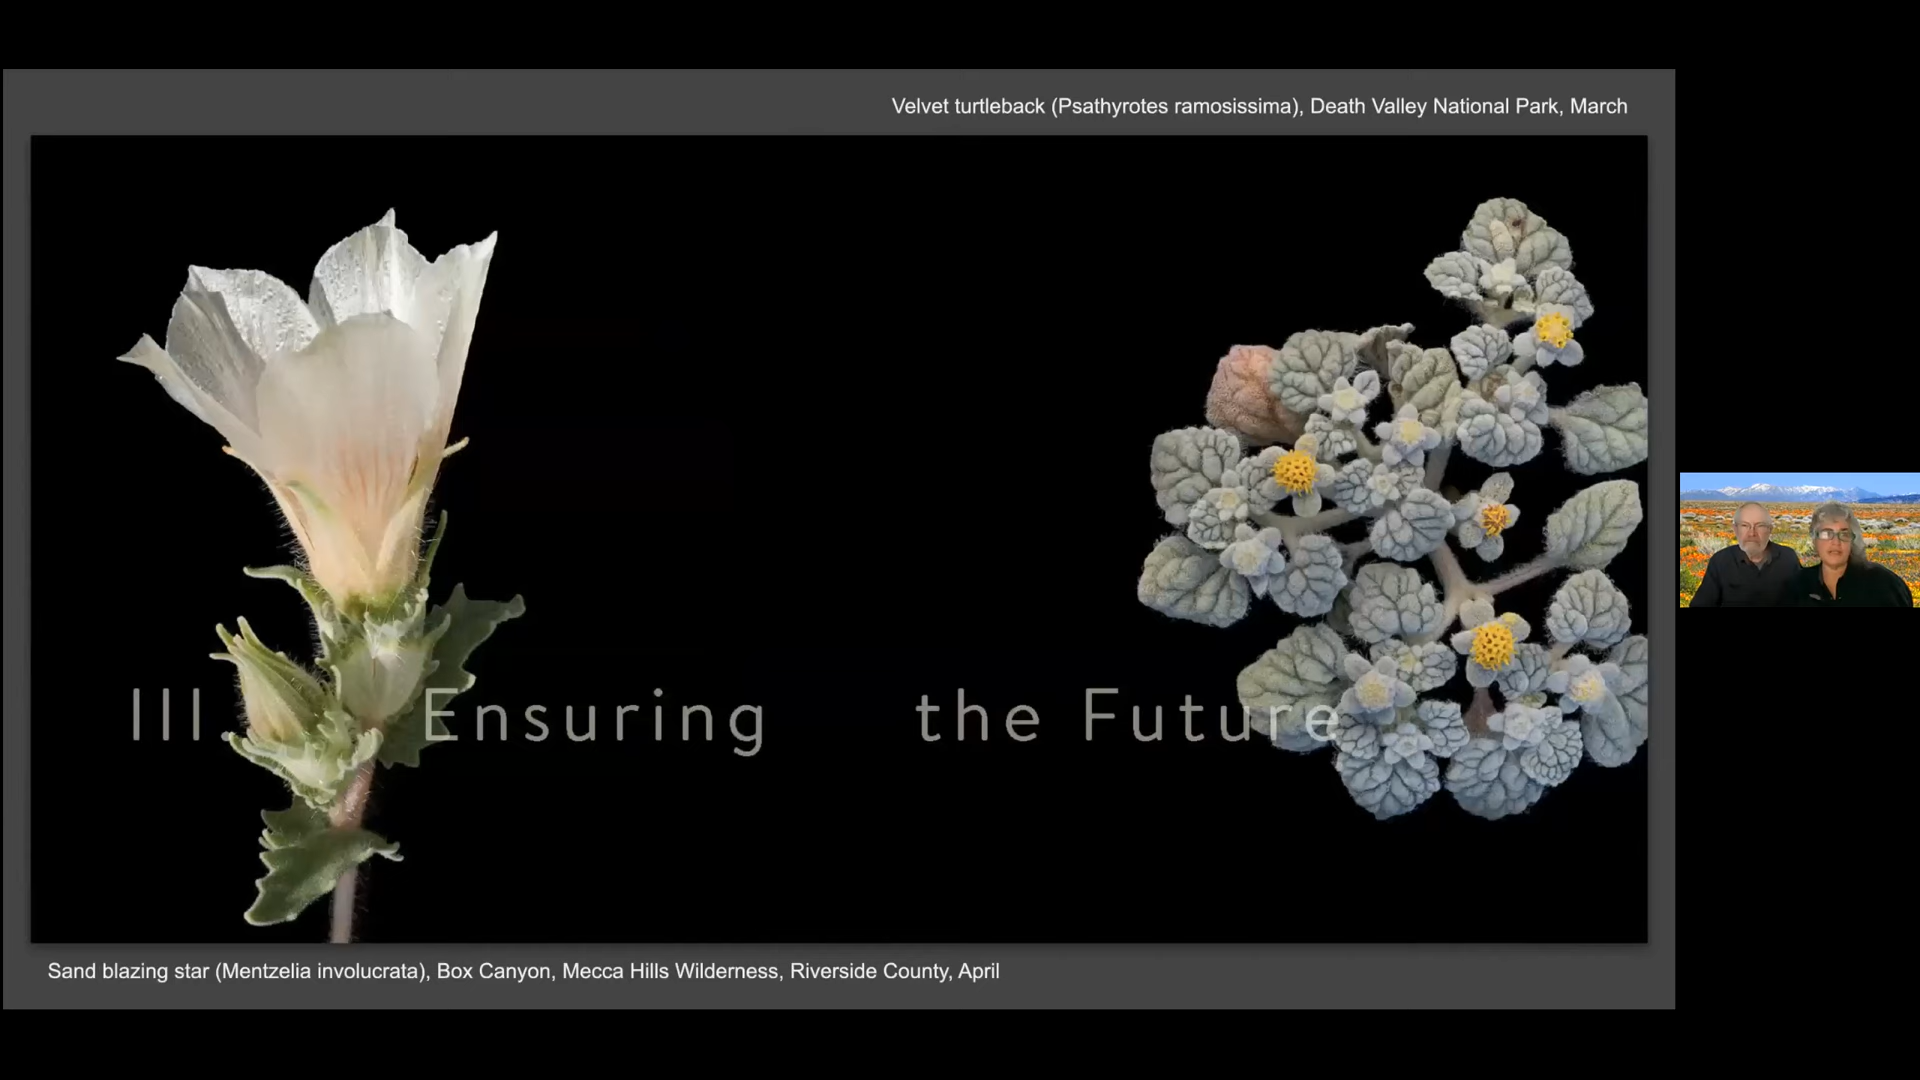 Velvet turtleback (Psathyrotes ramosissima), Death Valley National Park, March
III. Ensuring the Future
Sand blazing star (Mentzelia involucrata), Box Canyon, Mecca Hills Wilderness, Riverside County, April